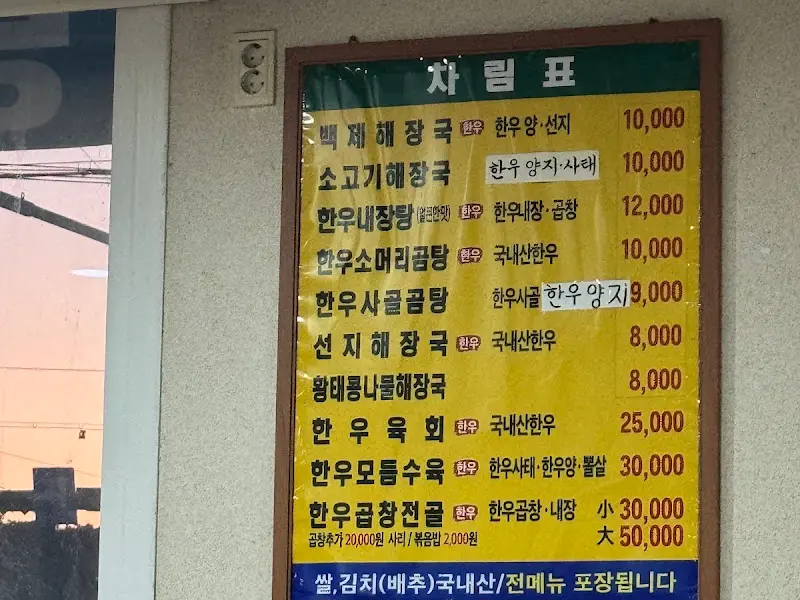 차림표
백제해장국 한우 한우 양·선지 10,000
소고기해장국 한우 양지·사태 10,000
한우내장탕(얼큰한맛) 한우 한우내장·곱창 12,000
한우소머리곰탕 한우 국내산한우 10,000
한우사골곰탕 한우사골 한우양지 9,000
선지해장국 한우 국내산한우 8,000
황태콩나물해장국 8,000
한우육회 한우 국내산한우 25,000
한우모듬수육 한우 한우사태·한우양·뽈살 30,000
한우곱창전골 한우 한우곱창·내장 小 30,000
곱창추가 20,000원 사리/볶음밥 2,000원 大 50,000
쌀,김치(배추)국내산/전메뉴 포장됩니다